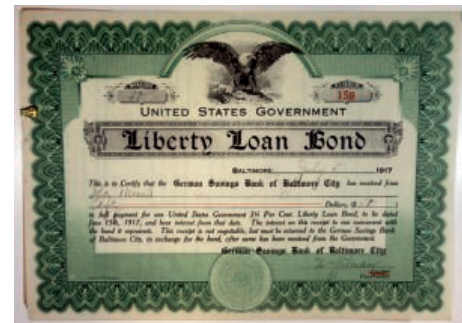 158
UNITED STATES GOVERNMENT
Liberty Loan Bond
BALTIMORE, 1917
This is to Certify that the German Savings Bank of Baltimore City has received from
Dollars, $
in full payment for one United States Government 3½ Per Cent. Liberty Loan Bond, to be dated
June 15th, 1917, and bear interest from that date. The interest on this receipt is one concurrent with
the bond it represents. This receipt is not negotiable, but must be returned to the German Savings Bank
of Baltimore City, in exchange for the bond, after same has been received from the Government.
German Savings Bank of Baltimore City